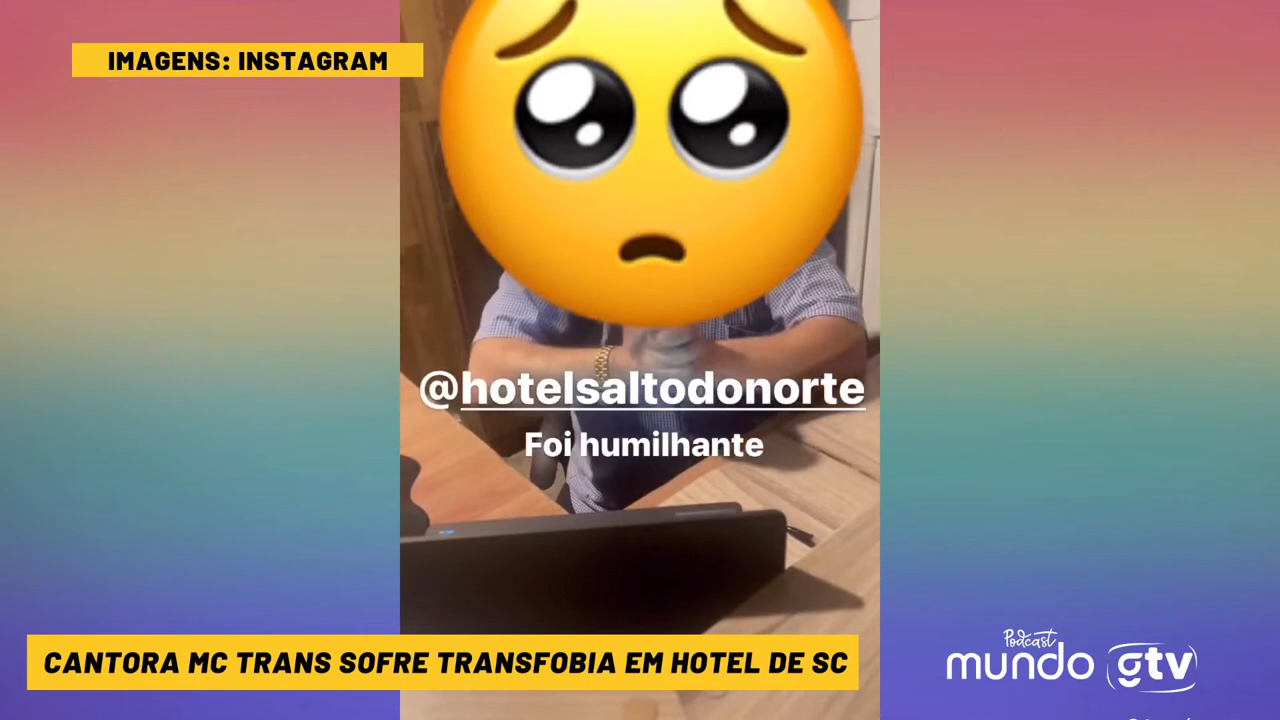 IMAGENS: INSTAGRAM
@hotelsaltodonorte
Foi humilhante
CANTORA MC TRANS SOFRE TRANSFOBIA EM HOTEL DE SC
Podcast
mundo gtv